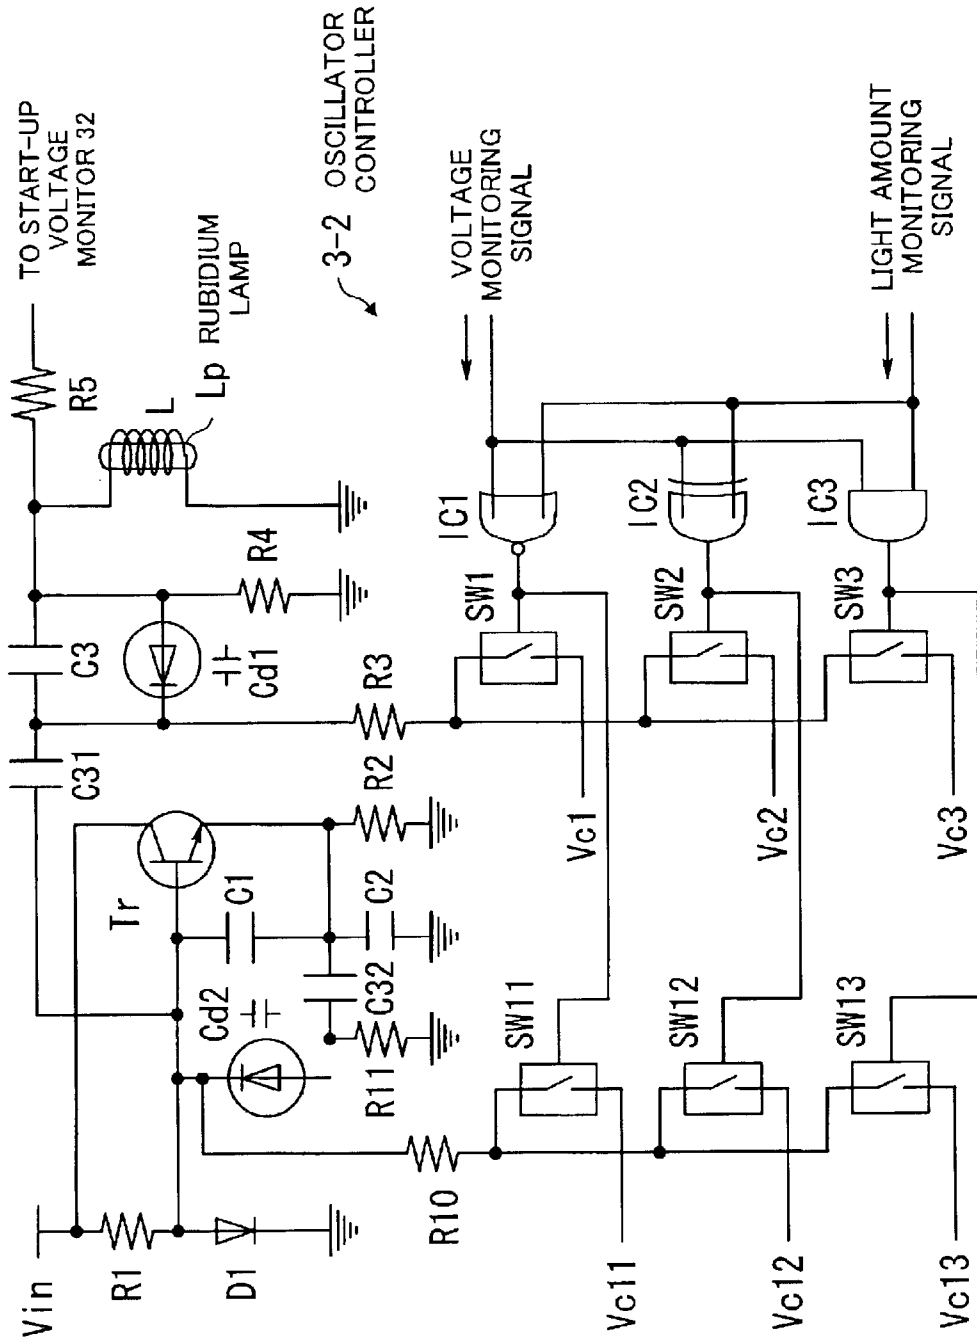 TO START-UP
VOLTAGE
MONITOR 32
R5
L
Lp RUBIDIUM
LAMP
3-2 OSCILLATOR
CONTROLLER
C3
Cd1
R4
C31
R3
Tr
R2
C1
C2
Cd2
C32
R11
Vin
R1
D1
R10
VOLTAGE
MONITORING
SIGNAL
LIGHT AMOUNT
MONITORING
SIGNAL
IC1
IC2
IC3
SW1
SW2
SW3
Vc1
Vc2
Vc3
SW11
SW12
SW13
Vc11
Vc12
Vc13